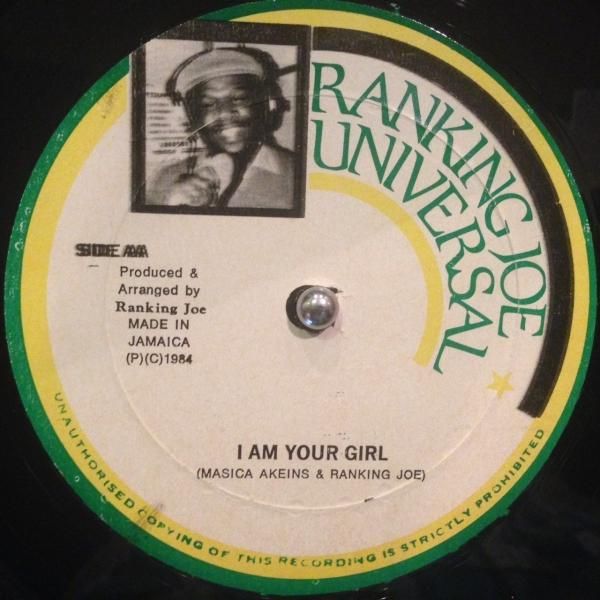 RANKING JOE
UNIVERSAL
SIDE AA
Produced &
Arranged by
Ranking Joe
MADE IN
JAMAICA
(P)(C)1984
I AM YOUR GIRL
(MASICA AKEINS & RANKING JOE)
UNAUTHORISED COPYING OF THIS RECORDING IS STRICTLY PROHIBITED